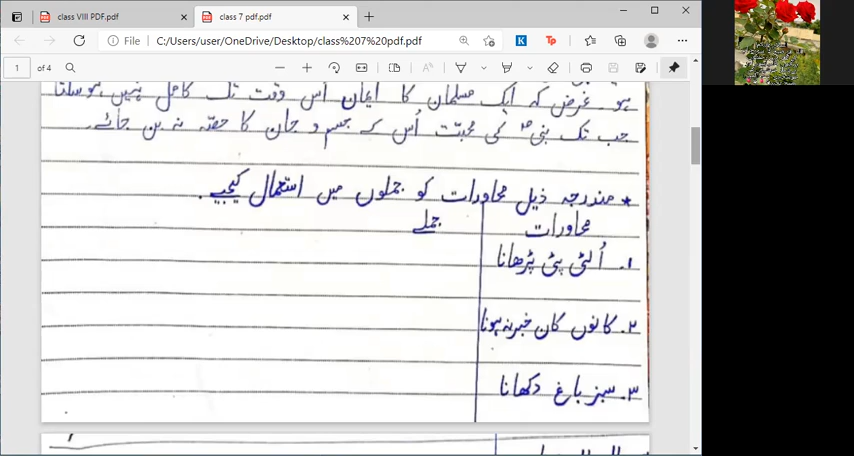 class VIII PDF.pdf
class 7 pdf.pdf
File
C:/Users/user/OneDrive/Desktop/class%207%20pdf.pdf
1
of 4
ہو۔ غرض کہ ایک مسلمان کا ایمان اُس وقت تک کامل نہیں ہو سکتا
جب تک نبیؐ کی محبّت اُس کے جسم و جان کا حصّہ نہ بن جائے۔
* مندرجہ ذیل محاورات کو جملوں میں استعمال کیجیے۔
محاورات جملے
۱۔ اُلٹی پٹی پڑھانا
۲۔ کانوں کان خبر نہ ہونا
۳۔ سبز باغ دکھانا